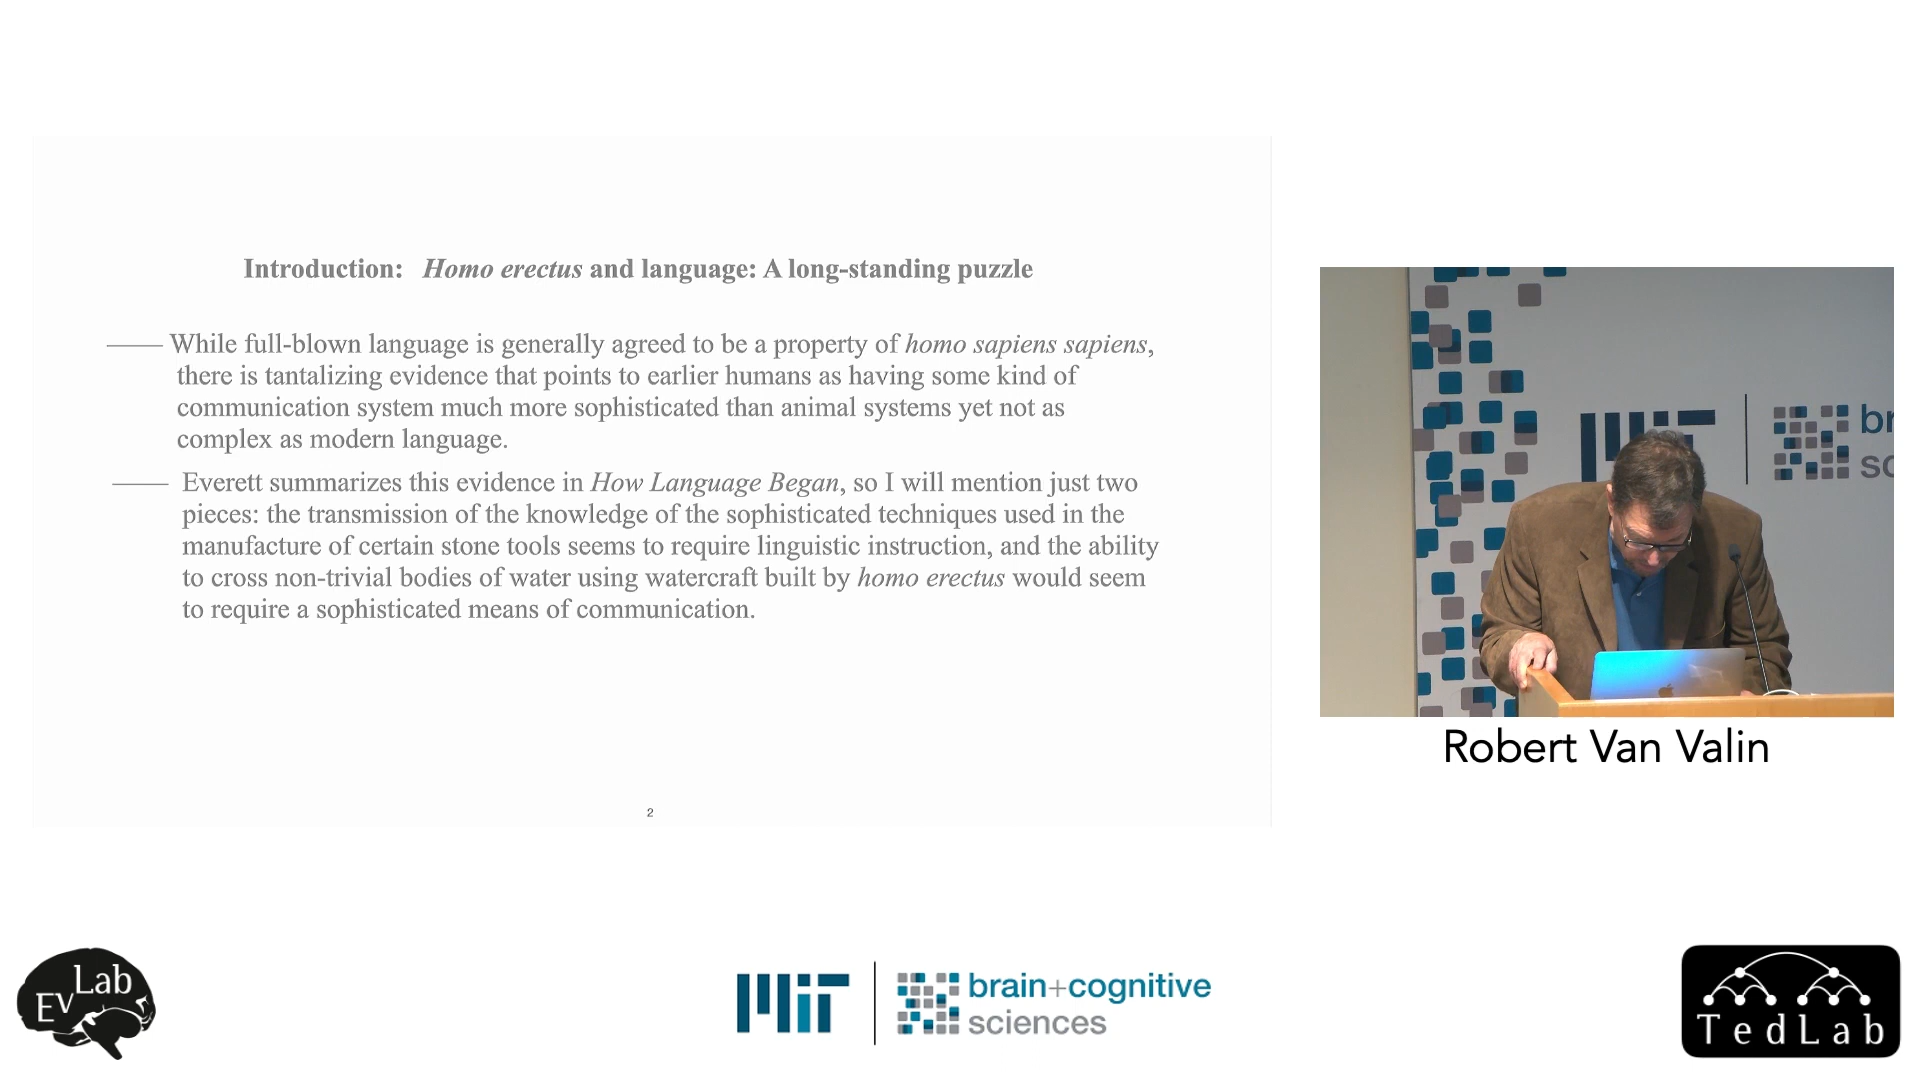 Introduction: Homo erectus and language: A long-standing puzzle
—— While full-blown language is generally agreed to be a property of homo sapiens sapiens,
there is tantalizing evidence that points to earlier humans as having some kind of
communication system much more sophisticated than animal systems yet not as
complex as modern language.
—— Everett summarizes this evidence in How Language Began, so I will mention just two
pieces: the transmission of the knowledge of the sophisticated techniques used in the
manufacture of certain stone tools seems to require linguistic instruction, and the ability
to cross non-trivial bodies of water using watercraft built by homo erectus would seem
to require a sophisticated means of communication.
2
MIT
br
sc
Robert Van Valin
EvLab
MIT
brain+cognitive
sciences
TedLab